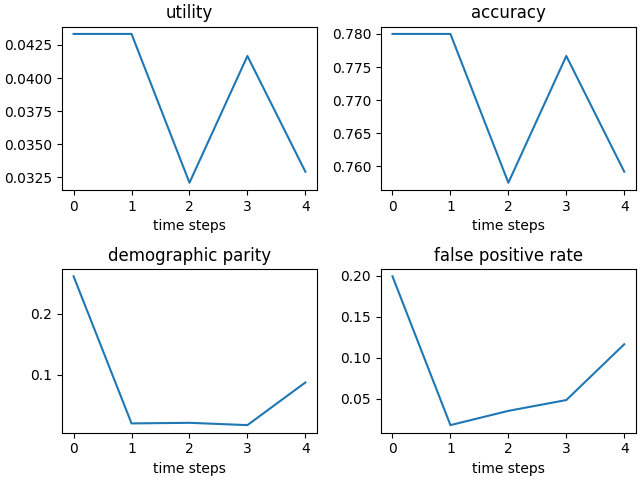 utility
0.0425
0.0400
0.0375
0.0350
0.0325
0 1 2 3 4
time steps
accuracy
0.780
0.775
0.770
0.765
0.760
0 1 2 3 4
time steps
demographic parity
0.2
0.1
0 1 2 3 4
time steps
false positive rate
0.20
0.15
0.10
0.05
0 1 2 3 4
time steps